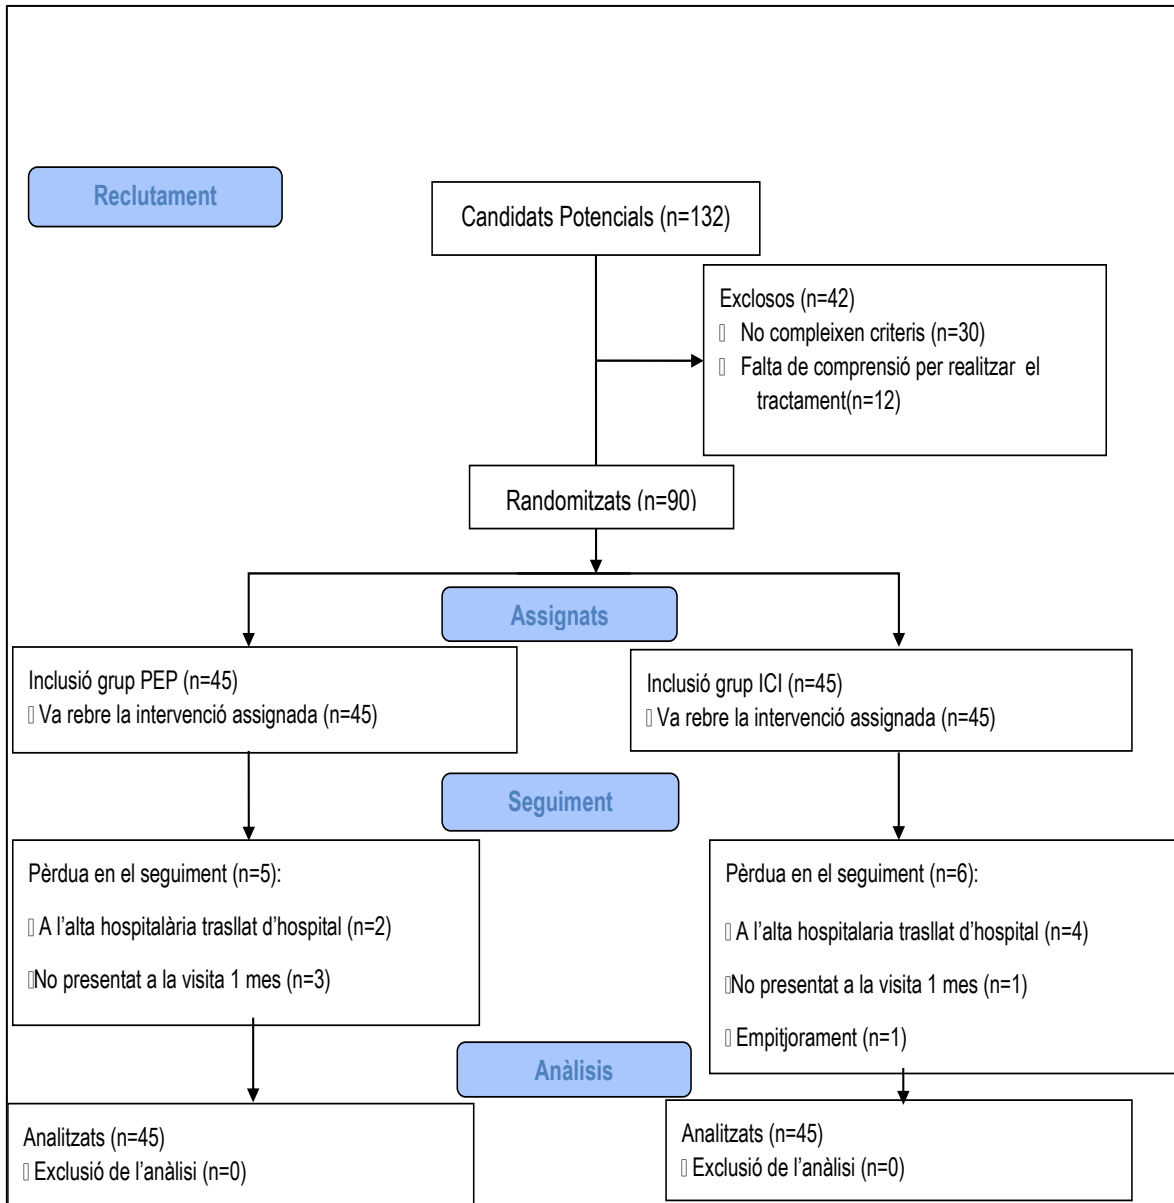 Reclutament
Candidats Potencials (n=132)
Exclosos (n=42)
No compleixen criteris (n=30)
Falta de comprensió per realitzar el
tractament(n=12)
Randomitzats (n=90)
Assignats
Inclusió grup PEP (n=45)
Va rebre la intervenció assignada (n=45)
Inclusió grup ICI (n=45)
Va rebre la intervenció assignada (n=45)
Seguiment
Pèrdua en el seguiment (n=5):
A l’alta hospitalària trasllat d’hospital (n=2)
No presentat a la visita 1 mes (n=3)
Pèrdua en el seguiment (n=6):
A l’alta hospitalaria trasllat d’hospital (n=4)
No presentat a la visita 1 mes (n=1)
Empitjorament (n=1)
Anàlisis
Analitzats (n=45)
Exclusió de l’anàlisi (n=0)
Analitzats (n=45)
Exclusió de l’anàlisi (n=0)